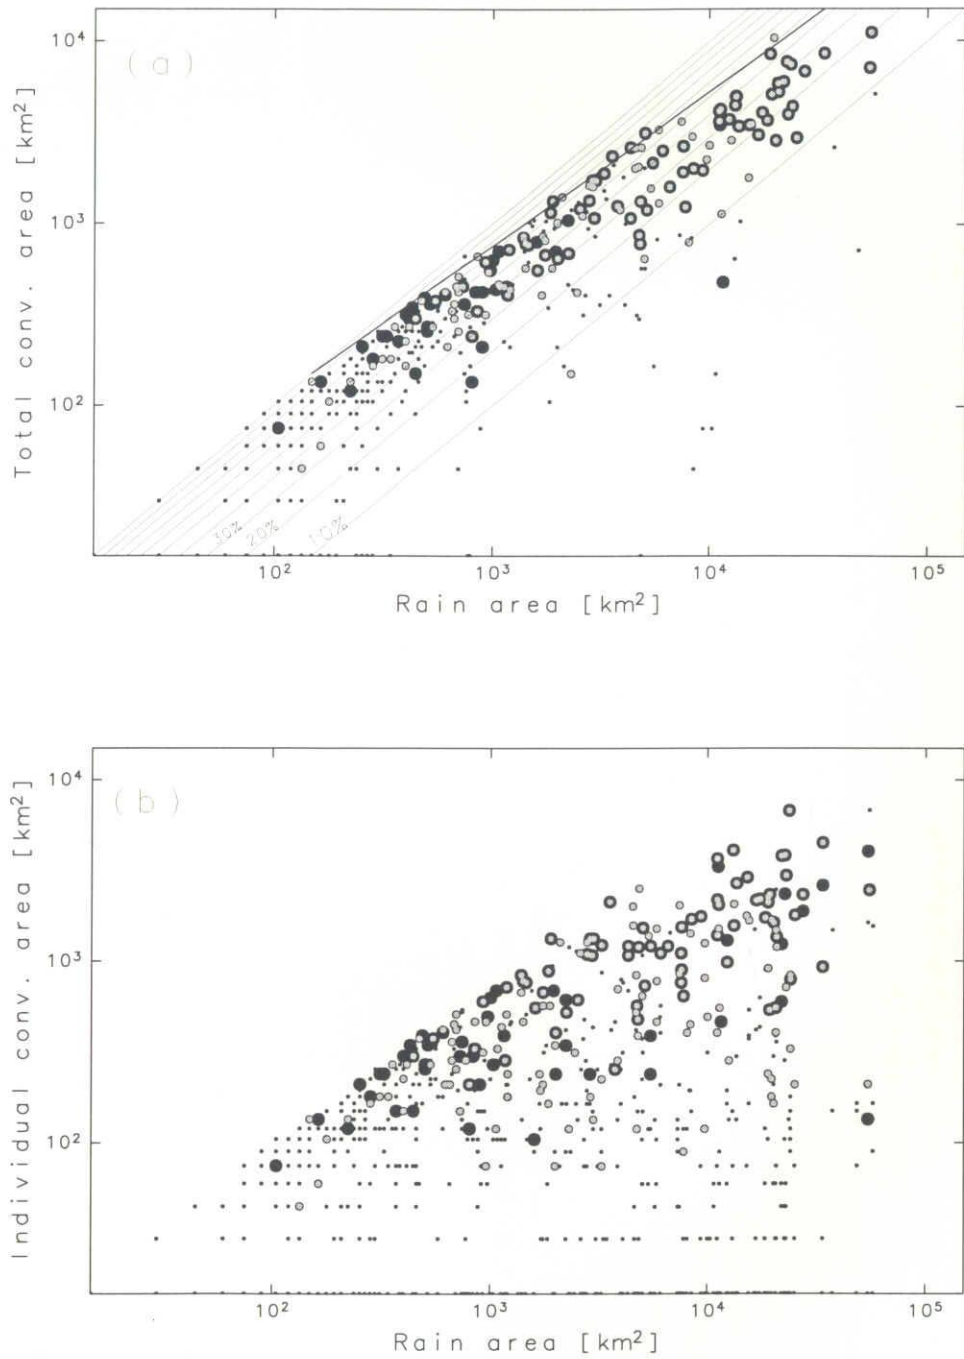 Total conv. area [km²]
10⁴
10³
10²
(a)
30%
20%
10%
10²
10³
10⁴
10⁵
Rain area [km²]
Individual conv. area [km²]
10⁴
10³
10²
(b)
10²
10³
10⁴
10⁵
Rain area [km²]